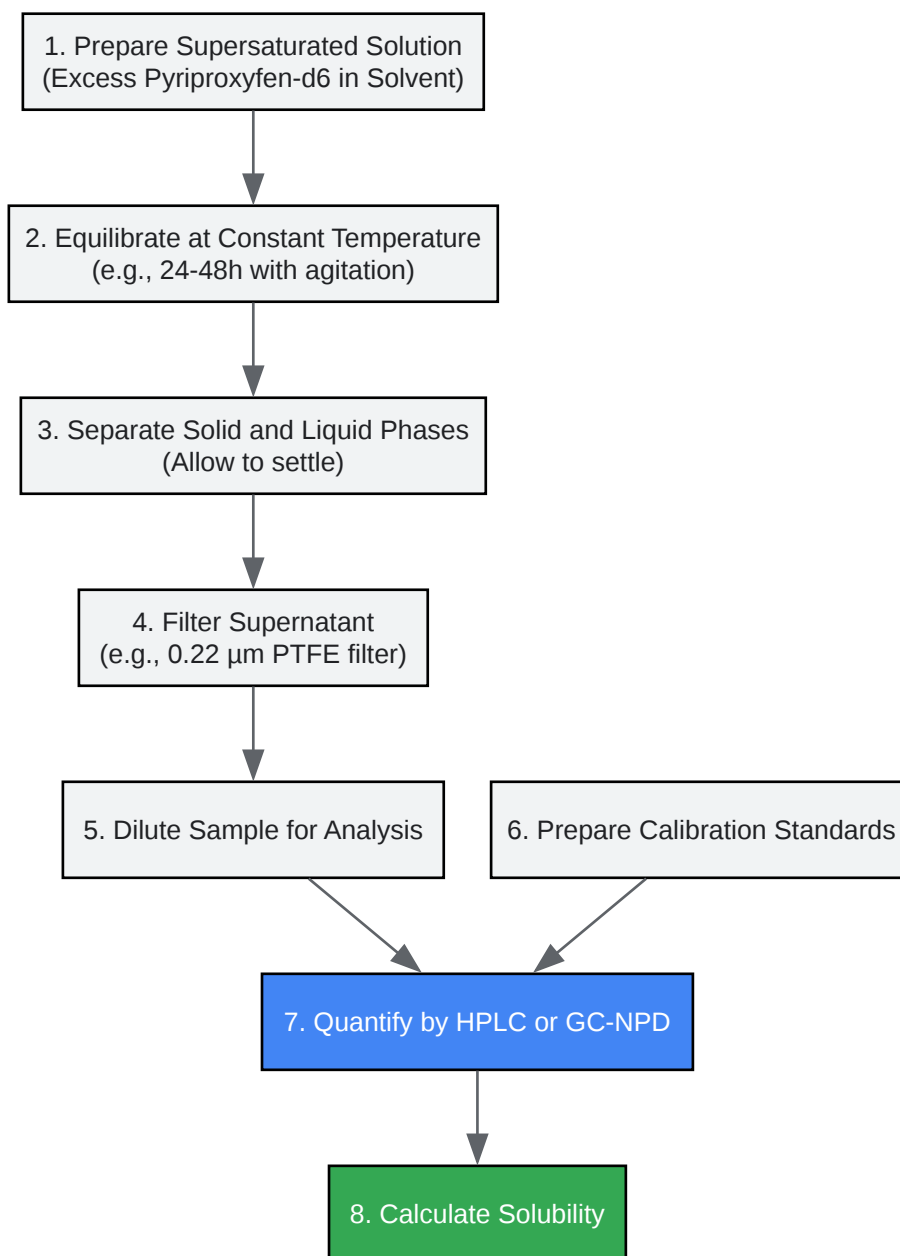 1. Prepare Supersaturated Solution
(Excess Pyriproxyfen-d6 in Solvent)
2. Equilibrate at Constant Temperature
(e.g., 24-48h with agitation)
3. Separate Solid and Liquid Phases
(Allow to settle)
4. Filter Supernatant
(e.g., 0.22 µm PTFE filter)
5. Dilute Sample for Analysis
6. Prepare Calibration Standards
7. Quantify by HPLC or GC-NPD
8. Calculate Solubility